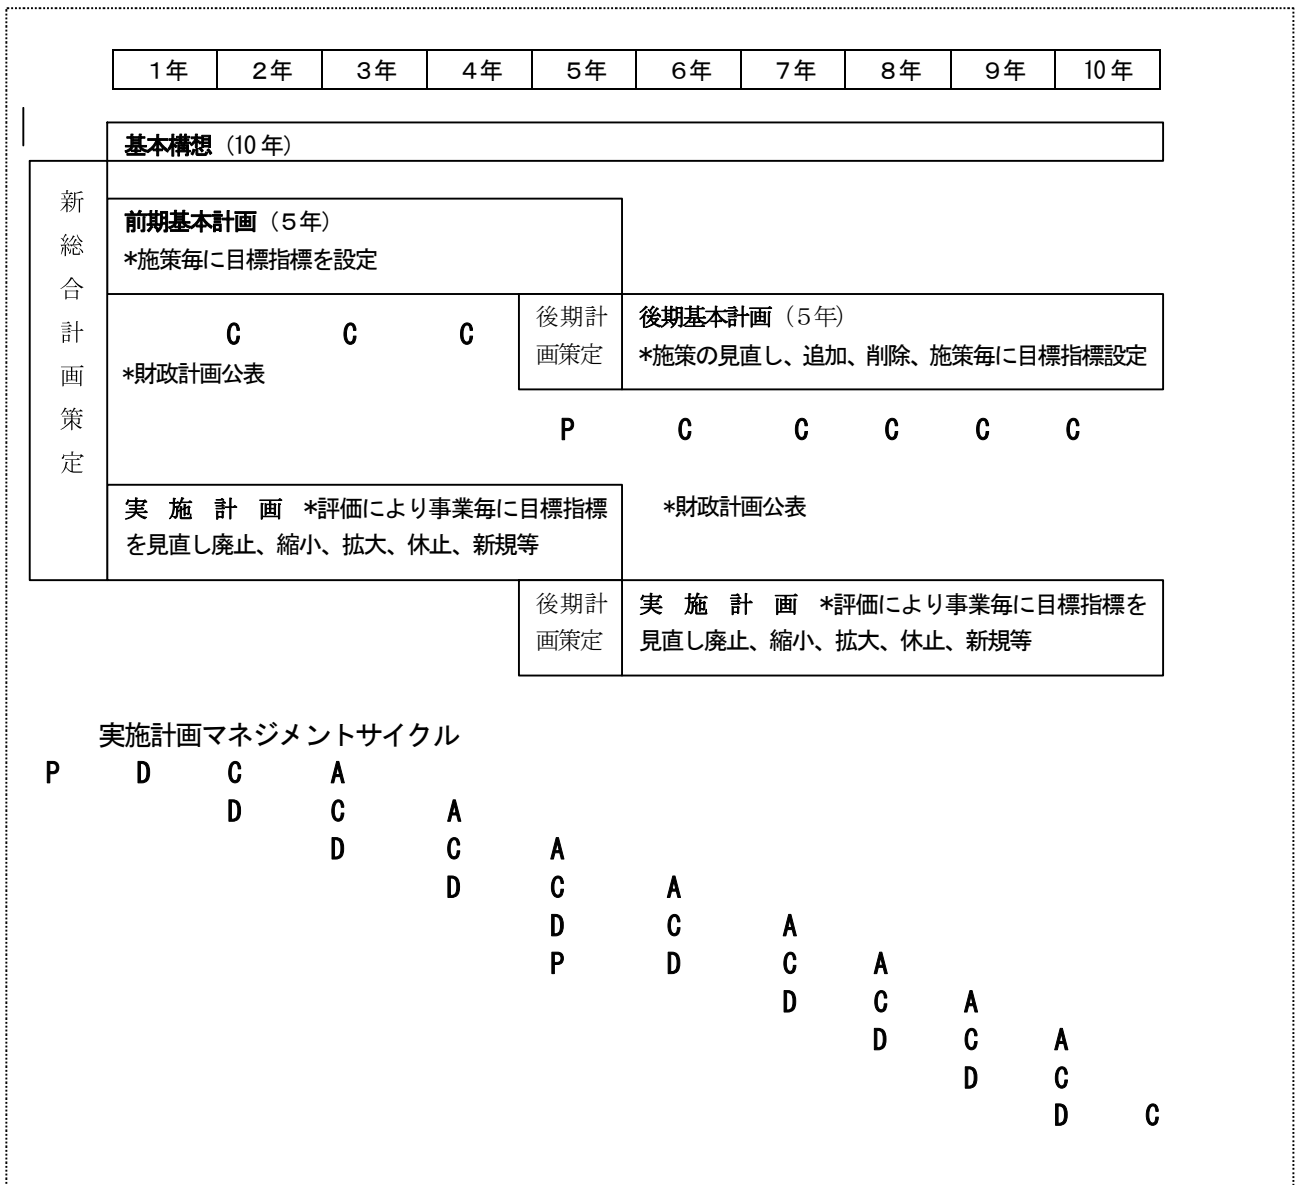 １年 ２年 ３年 ４年 ５年 ６年 ７年 ８年 ９年 10年
基本構想（10年）
新総合計画策定
前期基本計画（５年）
*施策毎に目標指標を設定
C C C
*財政計画公表
後期計
画策定
後期基本計画（５年）
*施策の見直し、追加、削除、施策毎に目標指標設定
P C C C C C
実 施 計 画 *評価により事業毎に目標指標
を見直し廃止、縮小、拡大、休止、新規等
*財政計画公表
後期計
画策定
実 施 計 画 *評価により事業毎に目標指標を
見直し廃止、縮小、拡大、休止、新規等
実施計画マネジメントサイクル
P D C A
D C A
D C A
D C A
D C A
P D C A
D C A
D C A
D C
D C